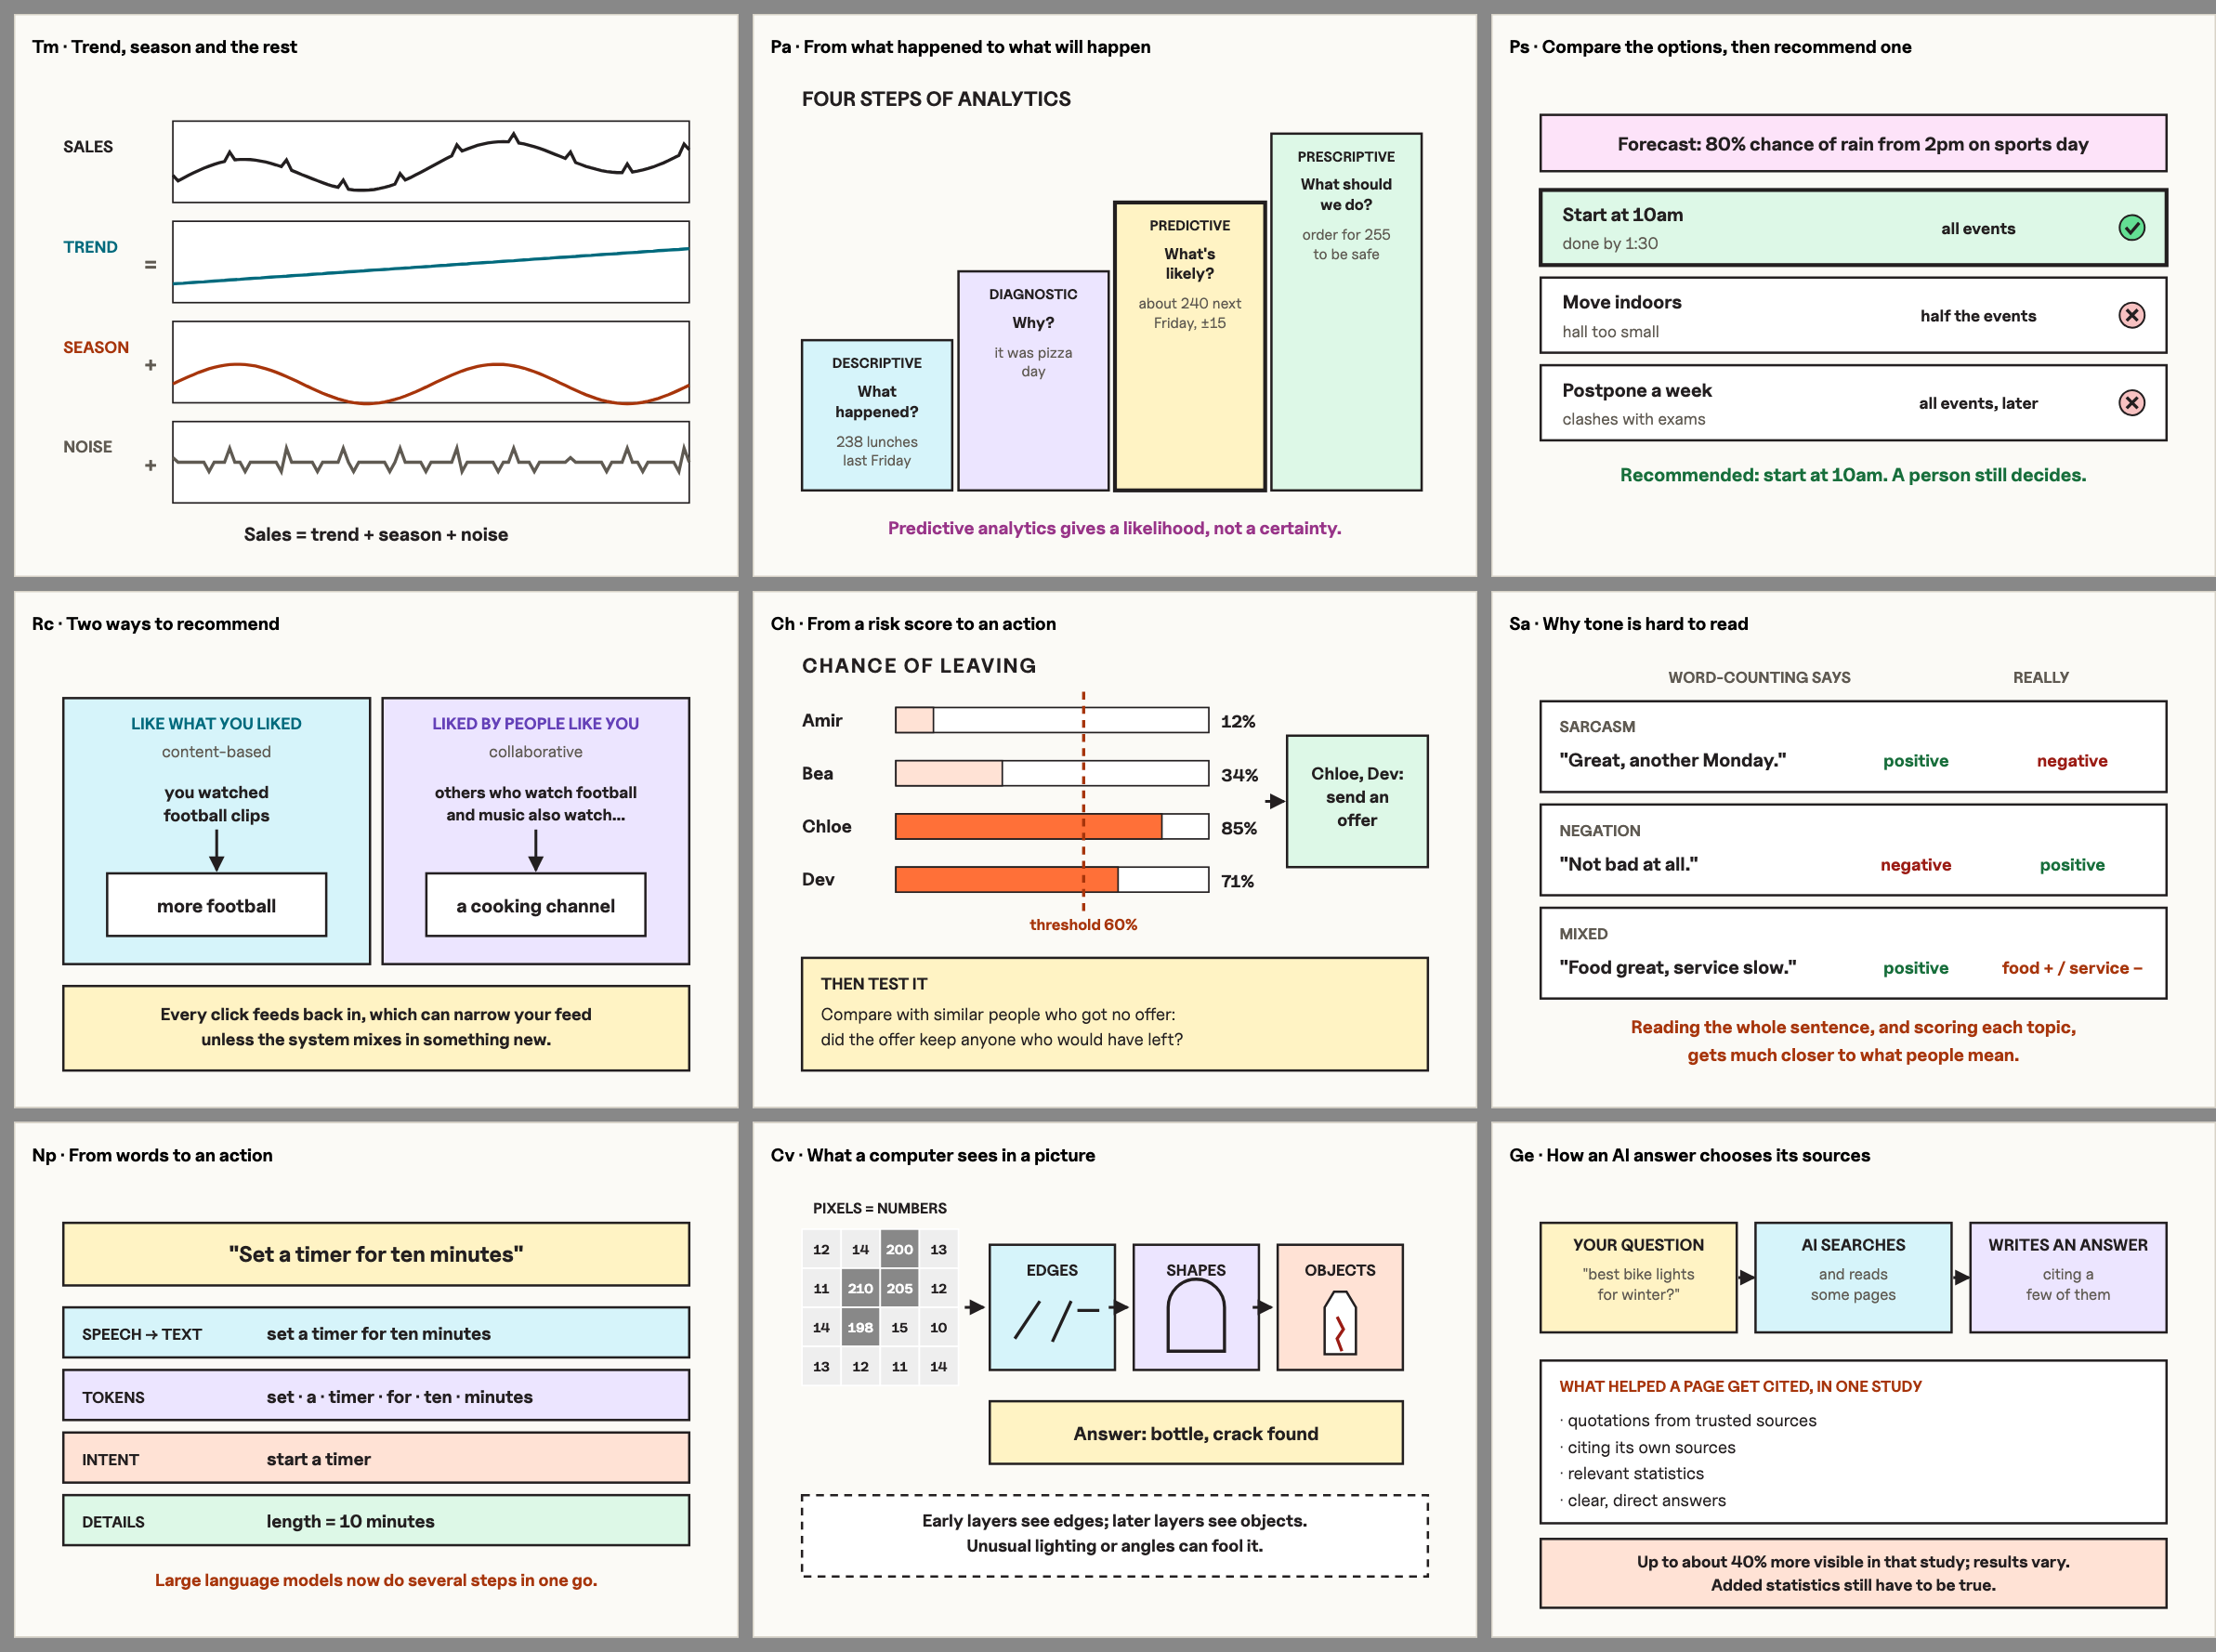 Tm · Trend, season and the rest
SALES
TREND
=
SEASON
+
NOISE
+
Sales = trend + season + noise
Pa · From what happened to what will happen
FOUR STEPS OF ANALYTICS
DESCRIPTIVE
What
happened?
238 lunches
last Friday
DIAGNOSTIC
Why?
it was pizza
day
PREDICTIVE
What's
likely?
about 240 next
Friday, ±15
PRESCRIPTIVE
What should
we do?
order for 255
to be safe
Predictive analytics gives a likelihood, not a certainty.
Ps · Compare the options, then recommend one
Forecast: 80% chance of rain from 2pm on sports day
Start at 10am
done by 1:30
all events
Move indoors
hall too small
half the events
Postpone a week
clashes with exams
all events, later
Recommended: start at 10am. A person still decides.
Rc · Two ways to recommend
LIKE WHAT YOU LIKED
content-based
you watched
football clips
more football
LIKED BY PEOPLE LIKE YOU
collaborative
others who watch football
and music also watch...
a cooking channel
Every click feeds back in, which can narrow your feed
unless the system mixes in something new.
Ch · From a risk score to an action
CHANCE OF LEAVING
Amir 12%
Bea 34%
Chloe 85%
Dev 71%
threshold 60%
Chloe, Dev:
send an
offer
THEN TEST IT
Compare with similar people who got no offer:
did the offer keep anyone who would have left?
Sa · Why tone is hard to read
WORD-COUNTING SAYS REALLY
SARCASM
"Great, another Monday." positive negative
NEGATION
"Not bad at all." negative positive
MIXED
"Food great, service slow." positive food + / service −
Reading the whole sentence, and scoring each topic,
gets much closer to what people mean.
Np · From words to an action
"Set a timer for ten minutes"
SPEECH → TEXT set a timer for ten minutes
TOKENS set · a · timer · for · ten · minutes
INTENT start a timer
DETAILS length = 10 minutes
Large language models now do several steps in one go.
Cv · What a computer sees in a picture
PIXELS = NUMBERS
12 14 200 13
11 210 205 12
14 198 15 10
13 12 11 14
EDGES
SHAPES
OBJECTS
Answer: bottle, crack found
Early layers see edges; later layers see objects.
Unusual lighting or angles can fool it.
Ge · How an AI answer chooses its sources
YOUR QUESTION
"best bike lights
for winter?"
AI SEARCHES
and reads
some pages
WRITES AN ANSWER
citing a
few of them
WHAT HELPED A PAGE GET CITED, IN ONE STUDY
· quotations from trusted sources
· citing its own sources
· relevant statistics
· clear, direct answers
Up to about 40% more visible in that study; results vary.
Added statistics still have to be true.